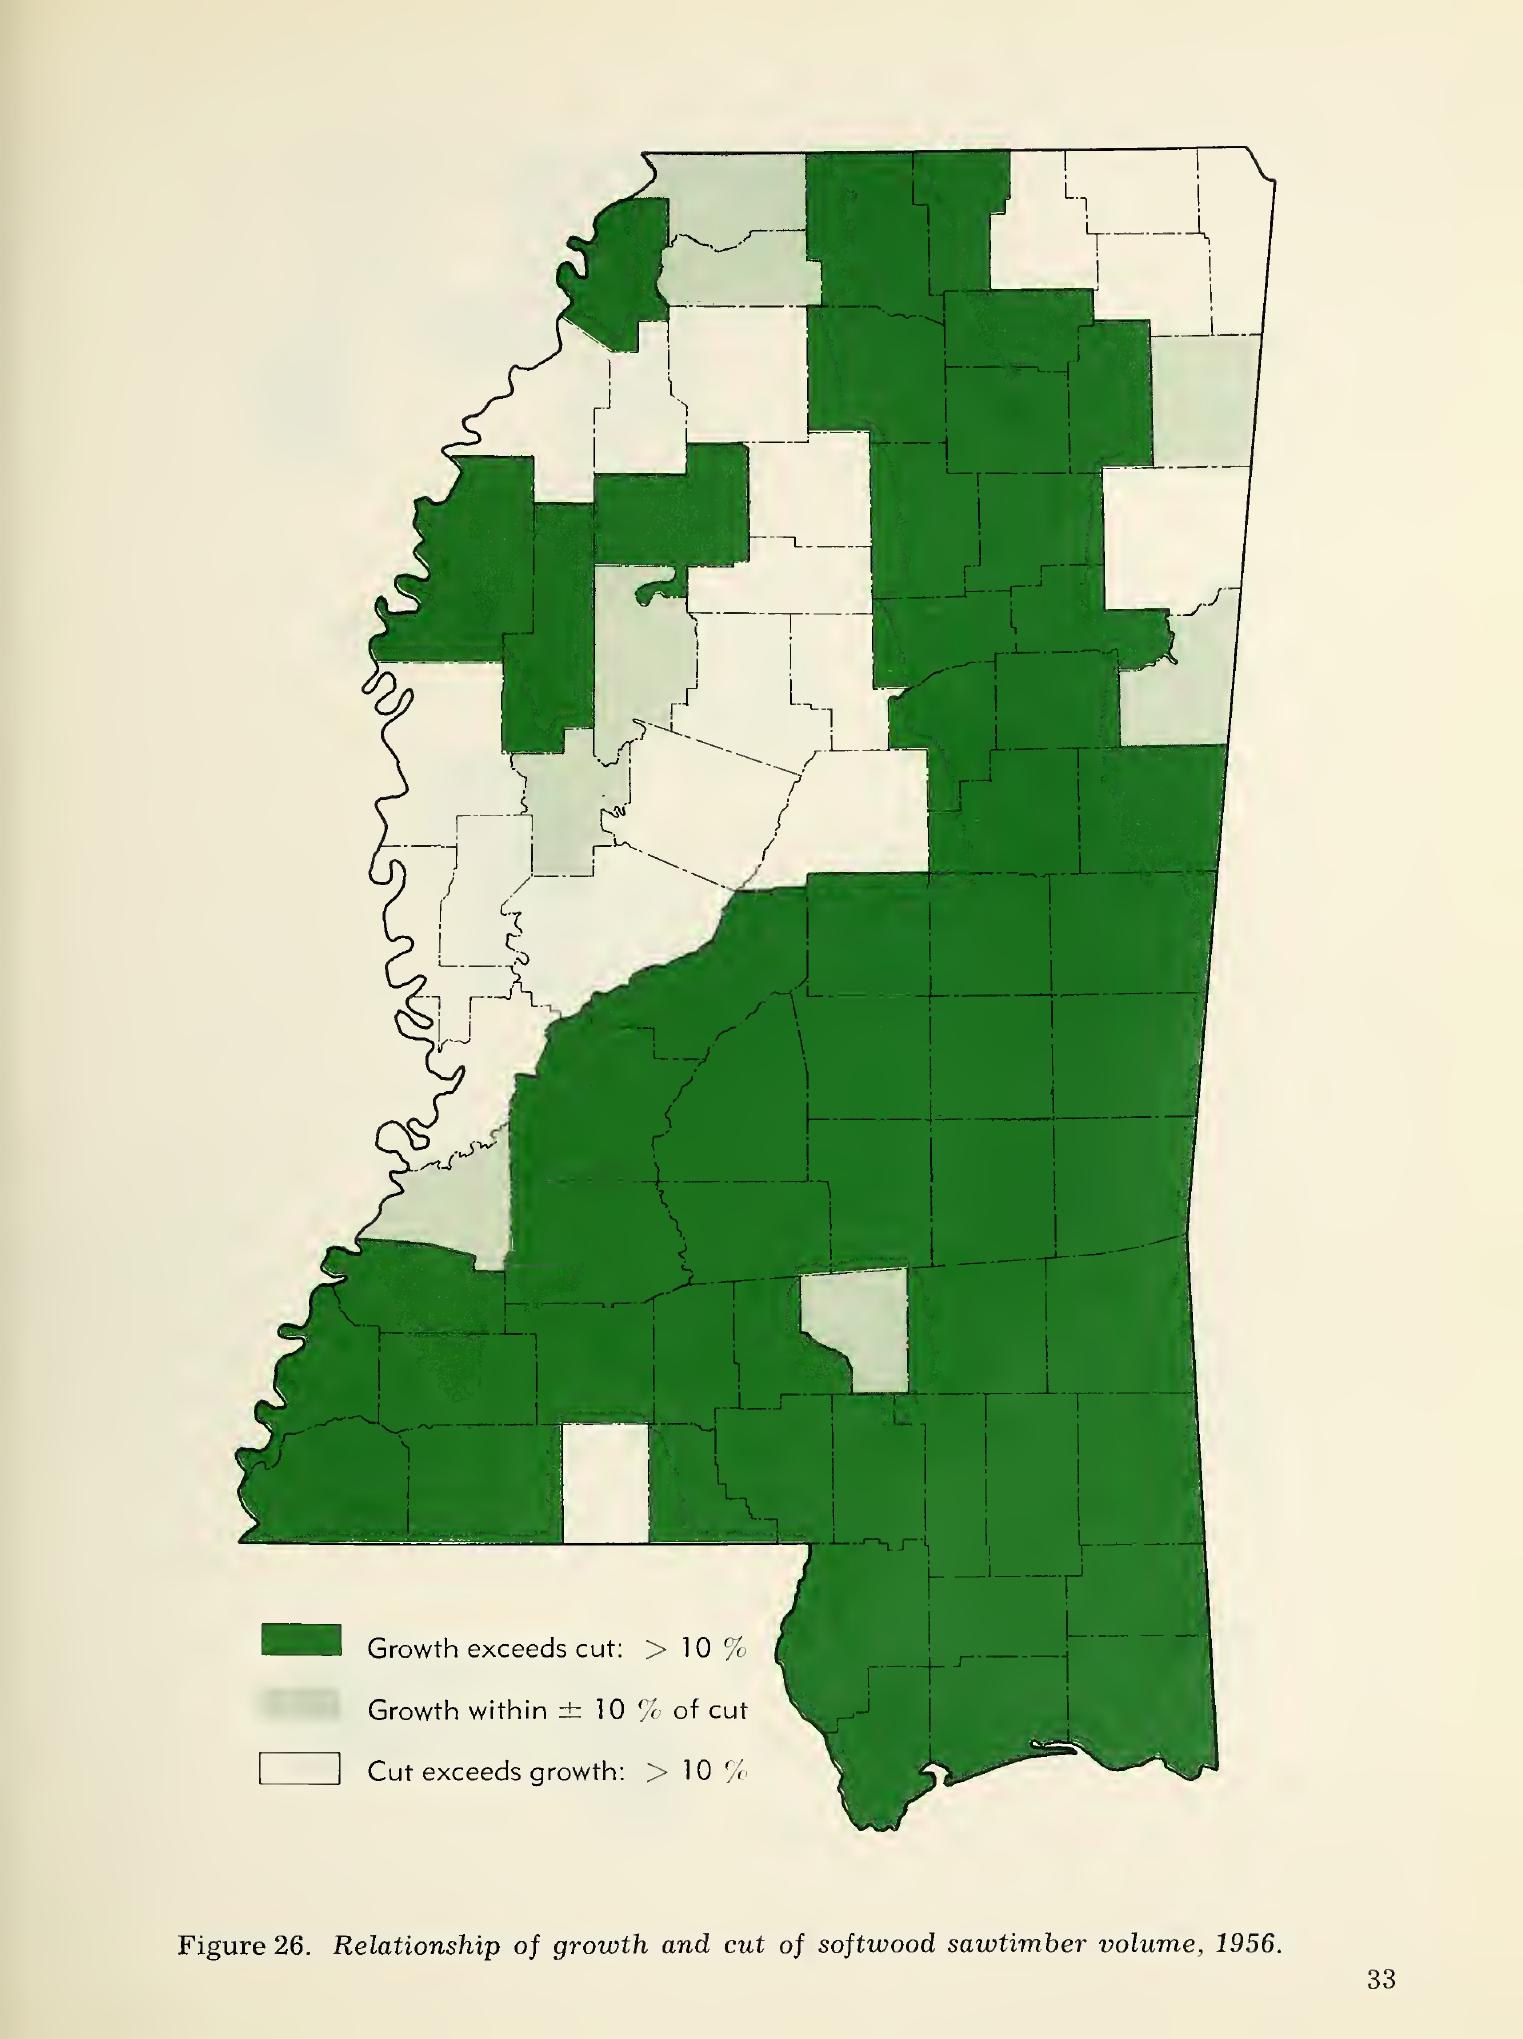 Growth exceeds cut: > 10 %
Growth within ± 10 % of cut
Cut exceeds growth: > 10 %
Figure 26. Relationship of growth and cut of softwood sawtimber volume, 1956.
33